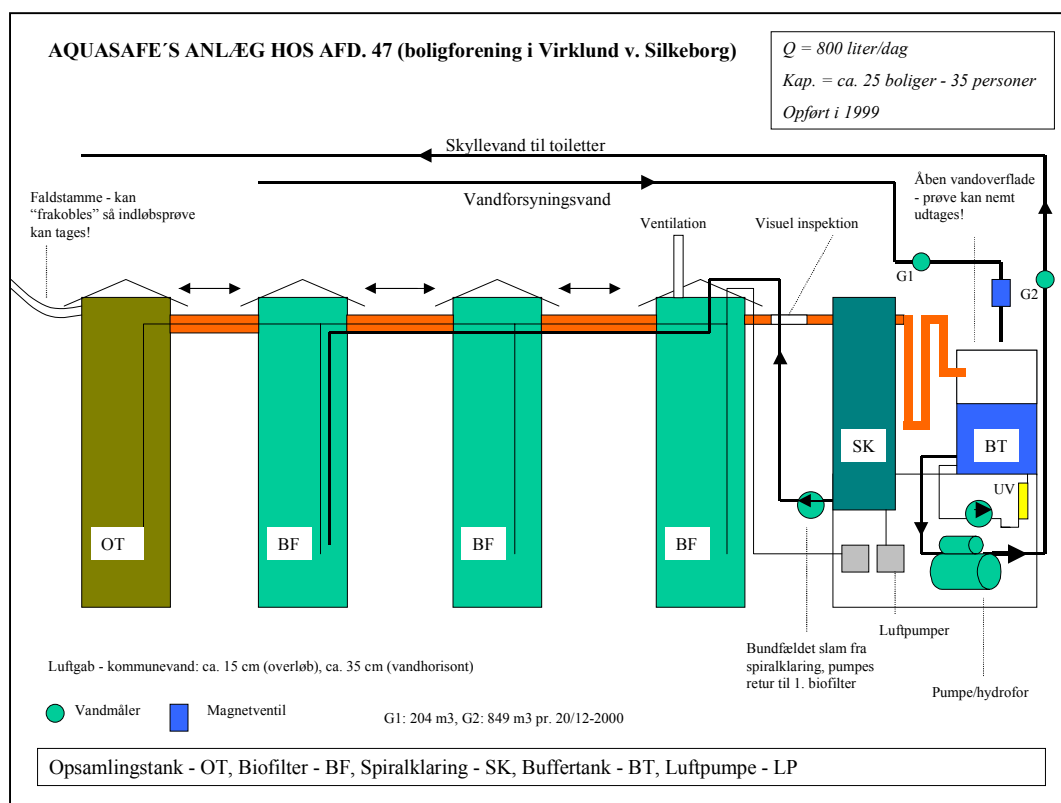 AQUASAFE´S ANLÆG HOS AFD. 47 (boligforening i Virklund v. Silkeborg)
Q = 800 liter/dag
Kap. = ca. 25 boliger - 35 personer
Opført i 1999
Skyllevand til toiletter
Vandforsyningsvand
Faldstamme - kan
“frakobles” så indløbsprøve
kan tages!
Ventilation
Visuel inspektion
Åben vandoverflade
- prøve kan nemt
udtages!
G1
G2
OT
BF
BF
BF
SK
BT
UV
Luftpumper
Bundfældet slam fra
spiralklaring, pumpes
retur til 1. biofilter
Pumpe/hydrofor
Luftgab - kommunevand: ca. 15 cm (overløb), ca. 35 cm (vandhorisont)
Vandmåler
Magnetventil
G1: 204 m3, G2: 849 m3 pr. 20/12-2000
Opsamlingstank - OT, Biofilter - BF, Spiralklaring - SK, Buffertank - BT, Luftpumpe - LP